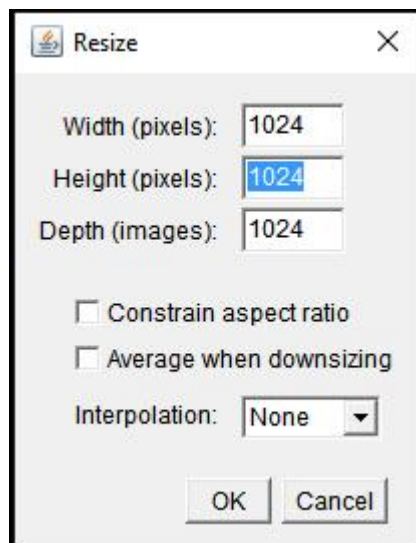 Resize
Width (pixels): 1024
Height (pixels): 1024
Depth (images): 1024
Constrain aspect ratio
Average when downsizing
Interpolation: None
OK Cancel